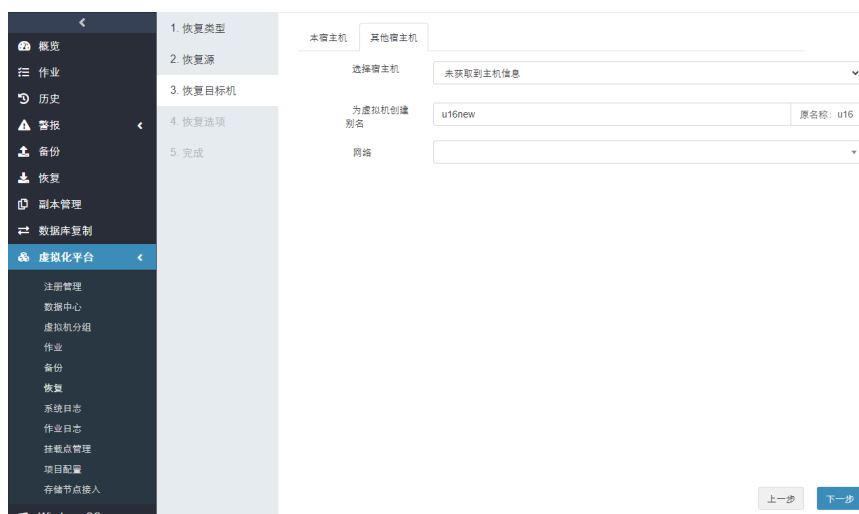 概览
作业
历史
警报
备份
恢复
副本管理
数据库复制
虚拟化平台
注册管理
数据中心
虚拟机分组
作业
备份
恢复
系统日志
作业日志
挂载点管理
项目配置
存储节点接入
1. 恢复类型
2. 恢复源
3. 恢复目标机
4. 恢复选项
5. 完成
本宿主机 其他宿主机
选择宿主机 未获取到主机信息
为虚拟机创建
别名
u16new 原名称: u16
网络
上一步 下一步